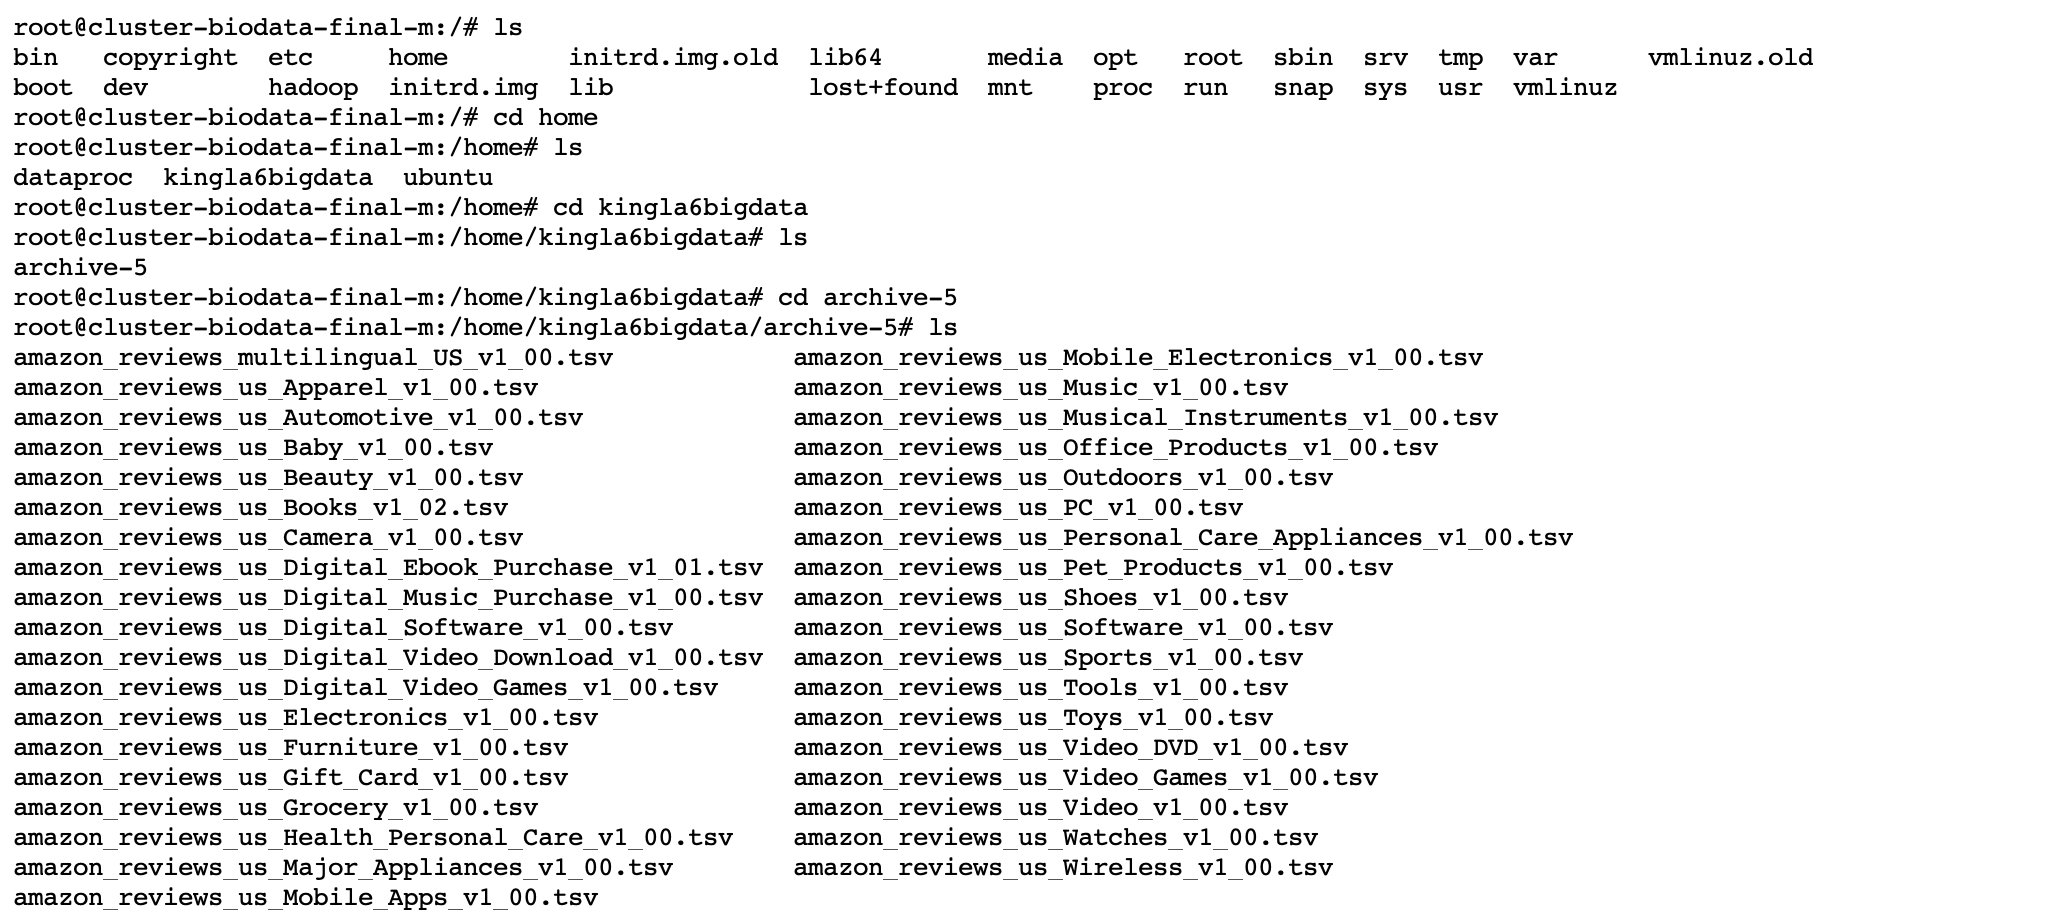 root@cluster-biodata-final-m:/# ls
bin   copyright  etc     home        initrd.img.old  lib64       media  opt   root  sbin  srv  tmp  var      vmlinuz.old
boot  dev        hadoop  initrd.img  lib             lost+found  mnt    proc  run   snap  sys  usr  vmlinuz
root@cluster-biodata-final-m:/# cd home
root@cluster-biodata-final-m:/home# ls
dataproc  kingla6bigdata  ubuntu
root@cluster-biodata-final-m:/home# cd kingla6bigdata
root@cluster-biodata-final-m:/home/kingla6bigdata# ls
archive-5
root@cluster-biodata-final-m:/home/kingla6bigdata# cd archive-5
root@cluster-biodata-final-m:/home/kingla6bigdata/archive-5# ls
amazon_reviews_multilingual_US_v1_00.tsv            amazon_reviews_us_Mobile_Electronics_v1_00.tsv
amazon_reviews_us_Apparel_v1_00.tsv                 amazon_reviews_us_Music_v1_00.tsv
amazon_reviews_us_Automotive_v1_00.tsv              amazon_reviews_us_Musical_Instruments_v1_00.tsv
amazon_reviews_us_Baby_v1_00.tsv                    amazon_reviews_us_Office_Products_v1_00.tsv
amazon_reviews_us_Beauty_v1_00.tsv                  amazon_reviews_us_Outdoors_v1_00.tsv
amazon_reviews_us_Books_v1_02.tsv                   amazon_reviews_us_PC_v1_00.tsv
amazon_reviews_us_Camera_v1_00.tsv                  amazon_reviews_us_Personal_Care_Appliances_v1_00.tsv
amazon_reviews_us_Digital_Ebook_Purchase_v1_01.tsv  amazon_reviews_us_Pet_Products_v1_00.tsv
amazon_reviews_us_Digital_Music_Purchase_v1_00.tsv  amazon_reviews_us_Shoes_v1_00.tsv
amazon_reviews_us_Digital_Software_v1_00.tsv        amazon_reviews_us_Software_v1_00.tsv
amazon_reviews_us_Digital_Video_Download_v1_00.tsv  amazon_reviews_us_Sports_v1_00.tsv
amazon_reviews_us_Digital_Video_Games_v1_00.tsv     amazon_reviews_us_Tools_v1_00.tsv
amazon_reviews_us_Electronics_v1_00.tsv             amazon_reviews_us_Toys_v1_00.tsv
amazon_reviews_us_Furniture_v1_00.tsv               amazon_reviews_us_Video_DVD_v1_00.tsv
amazon_reviews_us_Gift_Card_v1_00.tsv               amazon_reviews_us_Video_Games_v1_00.tsv
amazon_reviews_us_Grocery_v1_00.tsv                 amazon_reviews_us_Video_v1_00.tsv
amazon_reviews_us_Health_Personal_Care_v1_00.tsv    amazon_reviews_us_Watches_v1_00.tsv
amazon_reviews_us_Major_Appliances_v1_00.tsv        amazon_reviews_us_Wireless_v1_00.tsv
amazon_reviews_us_Mobile_Apps_v1_00.tsv